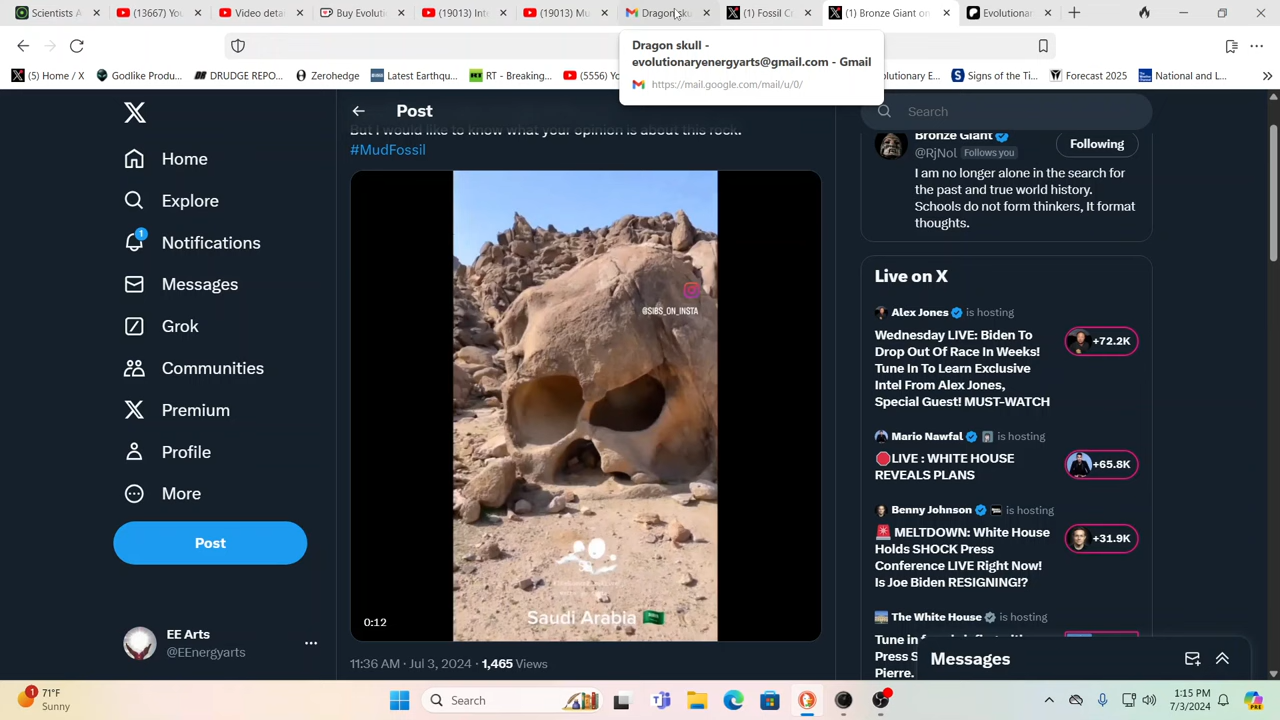 Scientists A
(13667) Yo
Video detai
Buy Evoluti
(19013) Inte
(19013) Mu
Dragon sku
(1) Fossil C
(1) Bronze Giant on
Evolutionar
Dragon skull -
evolutionaryenergyarts@gmail.com - Gmail
https://mail.google.com/mail/u/0/
(5) Home / X
Godlike Produ...
DRUDGE REPO...
Zerohedge
Latest Earthqu...
RT - Breaking...
(5556) Yo
olutionary E...
Signs of the Ti...
Forecast 2025
National and L...
Post
But I would like to know what your opinion is about this rock.
#MudFossil
Search
Home
Explore
1
Notifications
Messages
Grok
Communities
Premium
Profile
More
Post
EE Arts
@EEnergyarts
@SIBS_ON_INSTA
Saudi Arabia
0:12
11:36 AM · Jul 3, 2024 · 1,465 Views
Bronze Giant
@RjNol Follows you
Following
I am no longer alone in the search for
the past and true world history.
Schools do not form thinkers, It format
thoughts.
Live on X
Alex Jones is hosting
Wednesday LIVE: Biden To
Drop Out Of Race In Weeks!
Tune In To Learn Exclusive
Intel From Alex Jones,
Special Guest! MUST-WATCH
+72.2K
Mario Nawfal is hosting
LIVE : WHITE HOUSE
REVEALS PLANS
+65.8K
Benny Johnson is hosting
MELTDOWN: White House
Holds SHOCK Press
Conference LIVE Right Now!
Is Joe Biden RESIGNING!?
+31.9K
The White House is hosting
Press S
Pierre.
Messages
1
71°F
Sunny
Search
1:15 PM
7/3/2024